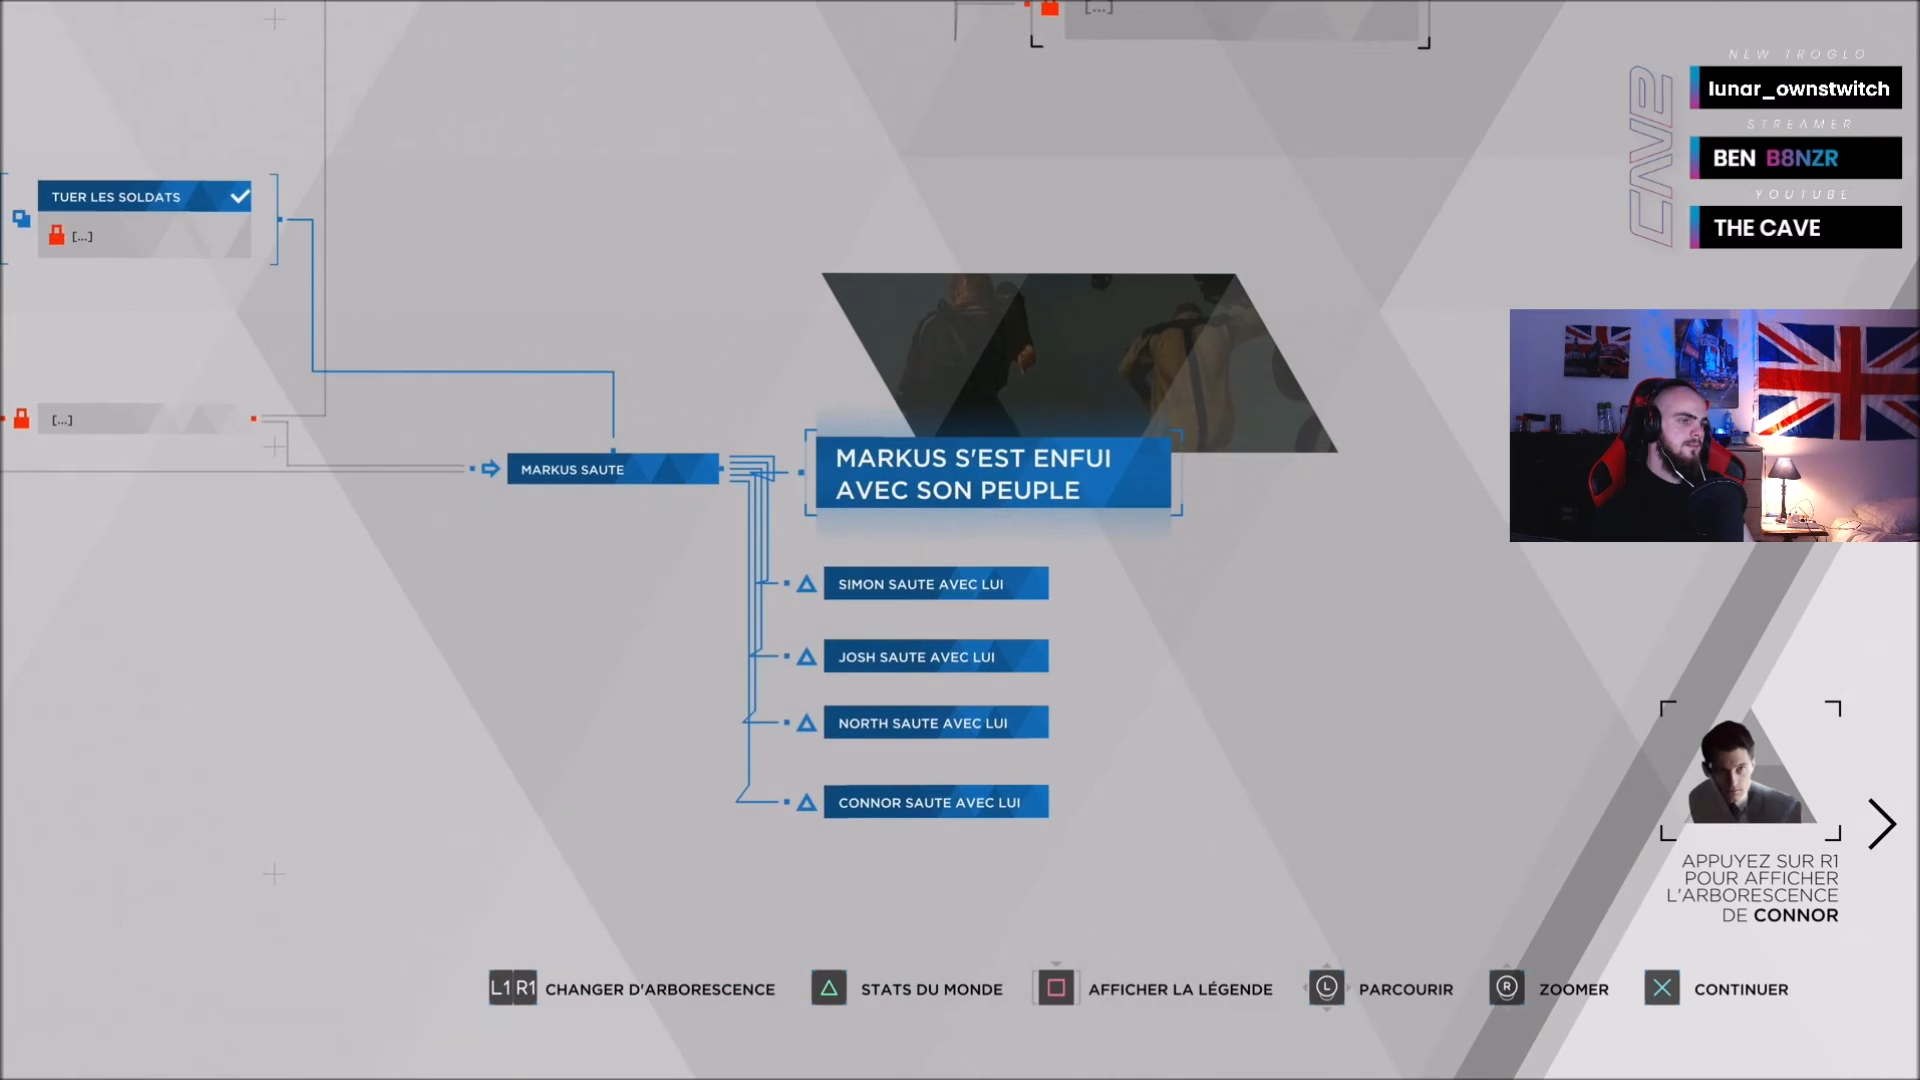 [...]
NEW TROGLO
lunar_ownstwitch
STREAMER
BEN B8NZR
YOUTUBE
THE CAVE
CAVE
TUER LES SOLDATS
[...]
[...]
MARKUS SAUTE
MARKUS S'EST ENFUI
AVEC SON PEUPLE
SIMON SAUTE AVEC LUI
JOSH SAUTE AVEC LUI
NORTH SAUTE AVEC LUI
CONNOR SAUTE AVEC LUI
APPUYEZ SUR R1
POUR AFFICHER
L'ARBORESCENCE
DE CONNOR
L1 R1 CHANGER D'ARBORESCENCE
STATS DU MONDE
AFFICHER LA LÉGENDE
L PARCOURIR
R ZOOMER
CONTINUER